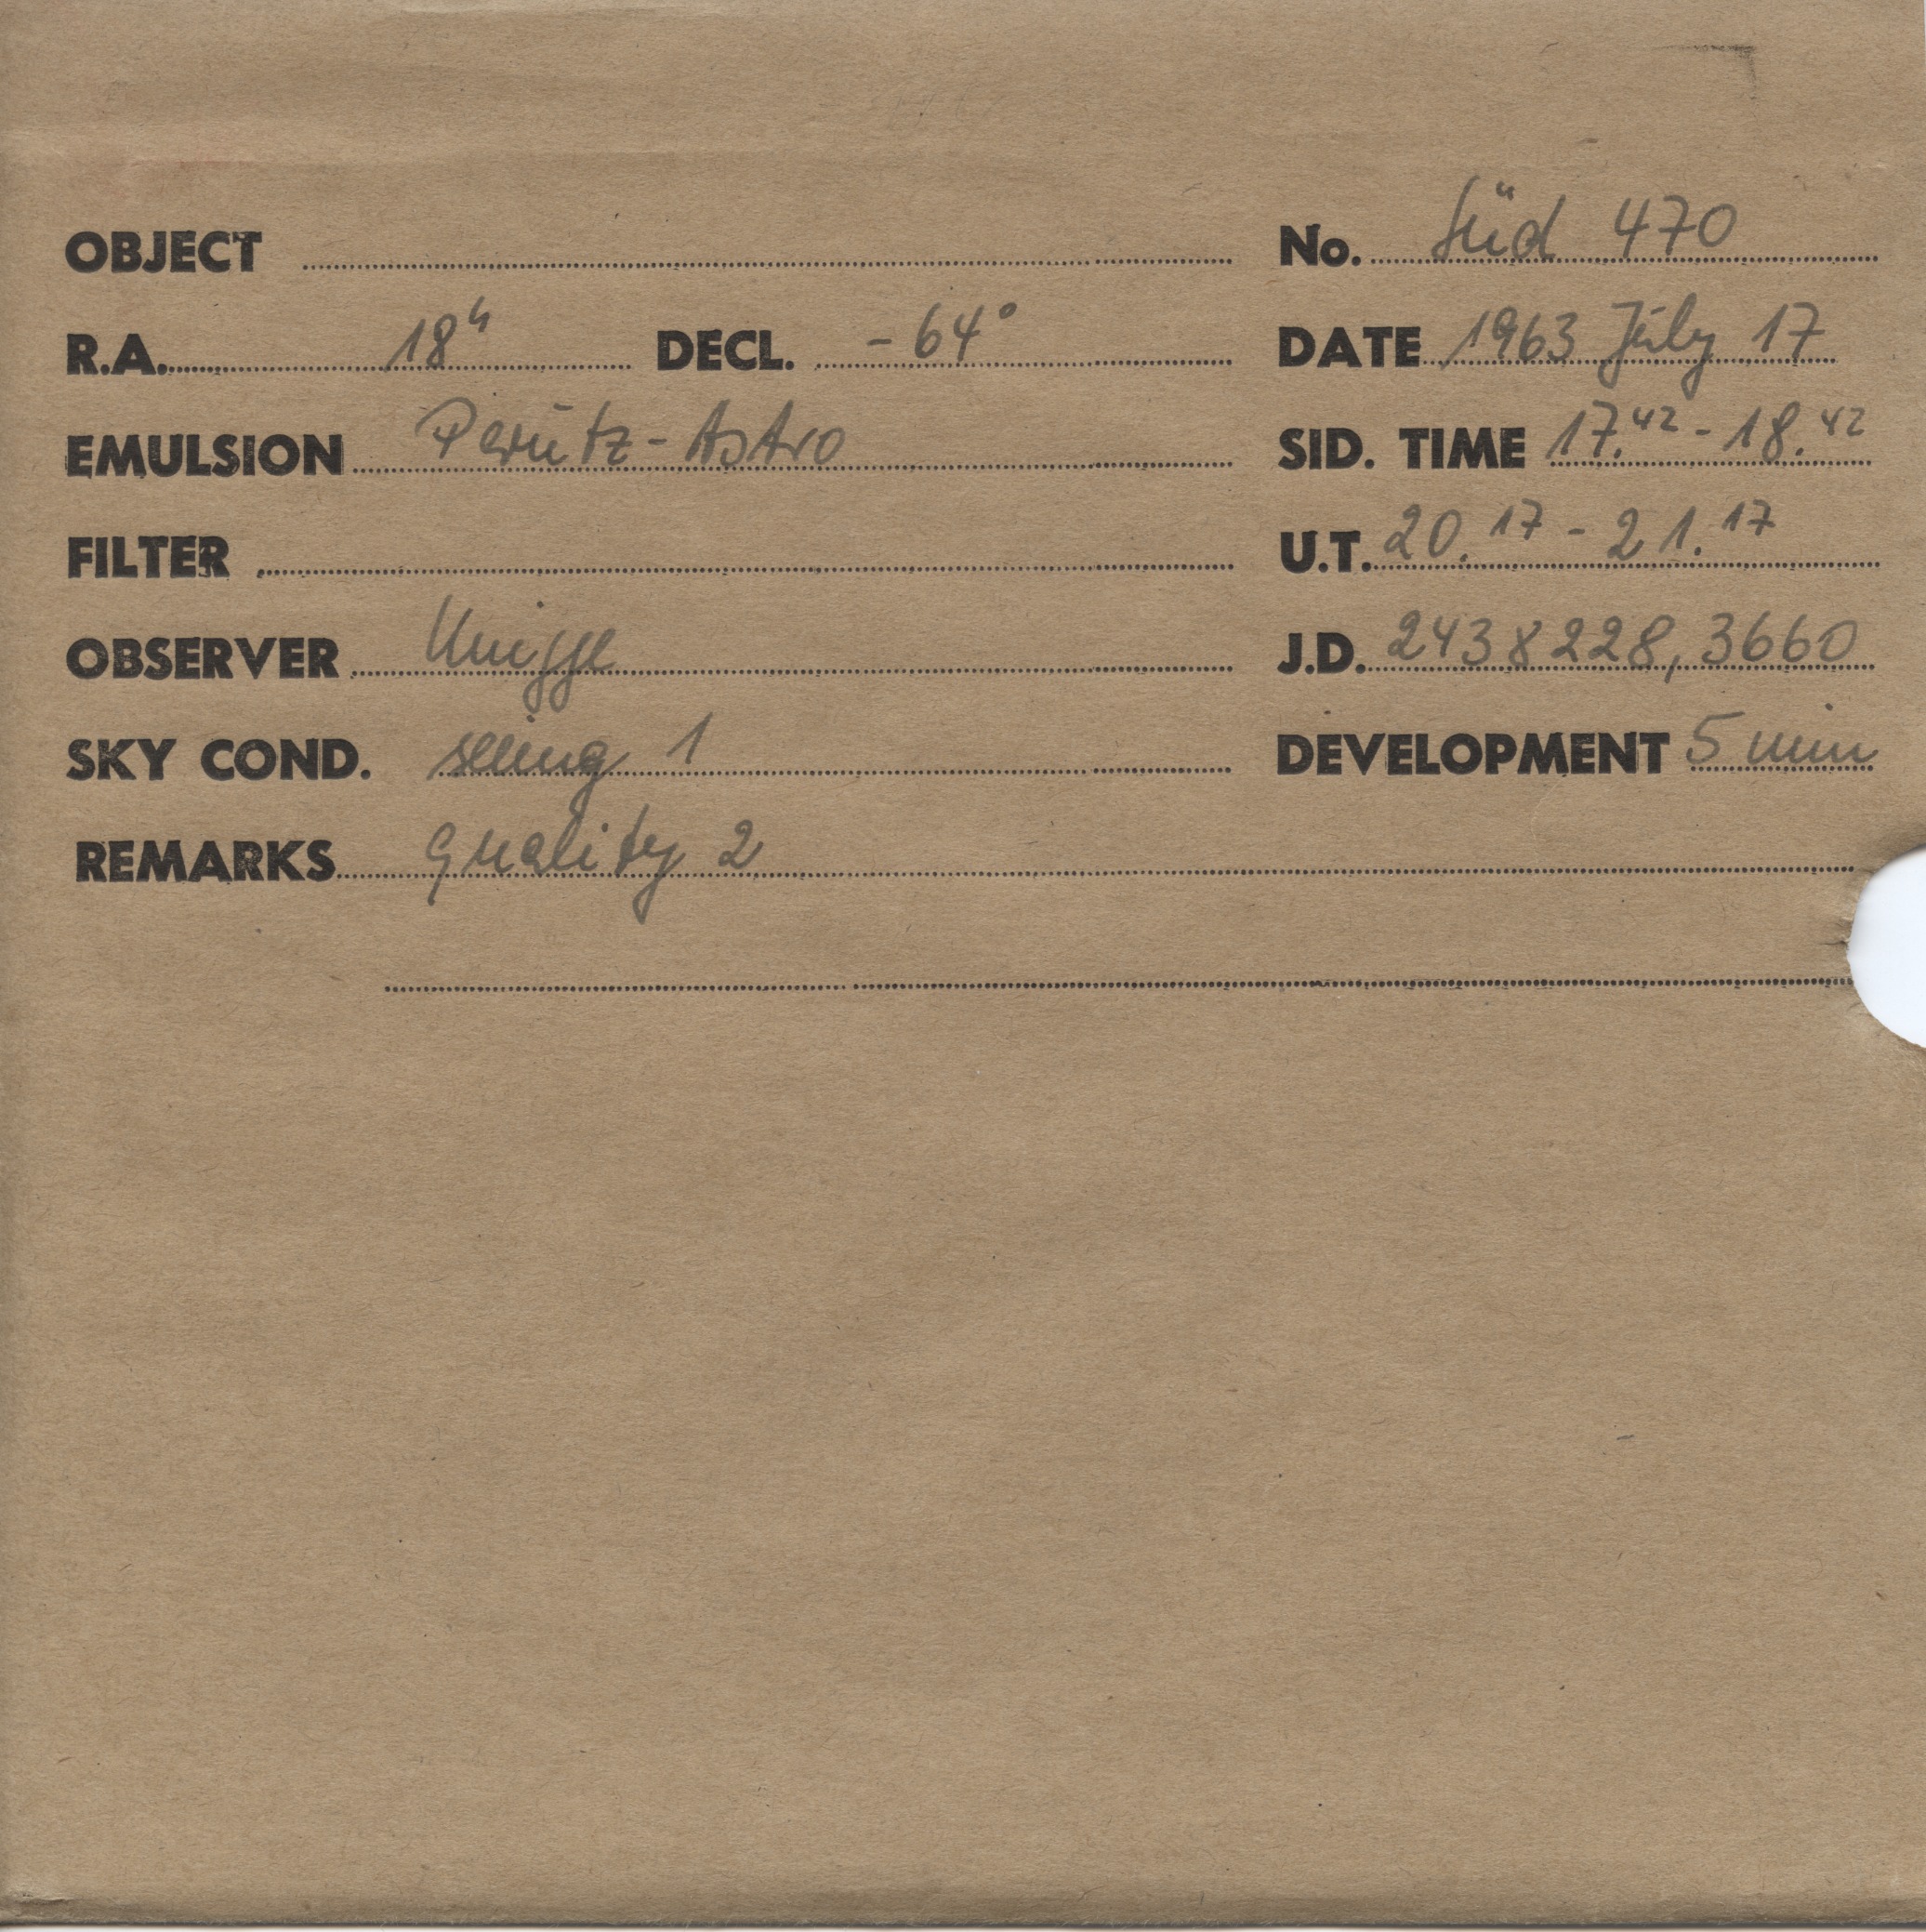 OBJECT No. Süd 470
R.A. 18h DECL. -64° DATE 1963 July 17
EMULSION Perutz-Astro SID. TIME 17.42 - 18.42
FILTER U.T. 20.17 - 21.17
OBSERVER Knigge J.D. 2438228,3660
SKY COND. seeing 1 DEVELOPMENT 5 min
REMARKS quality 2